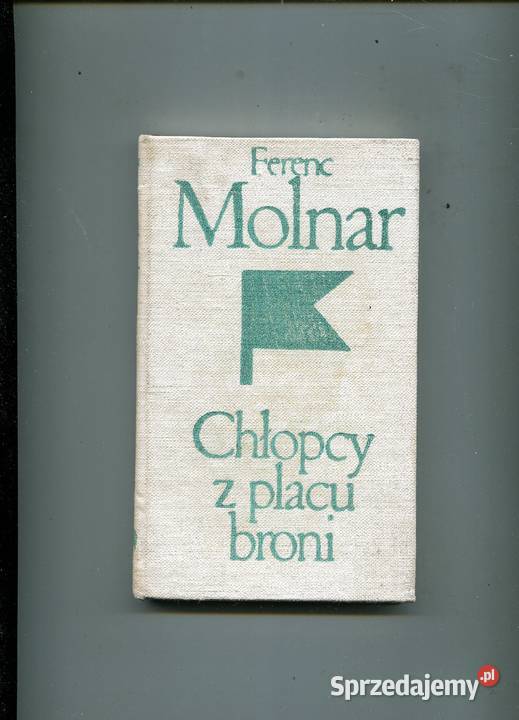 Ferenc
Molnar
Chłopcy
z placu
broni
Sprzedajemy.pl